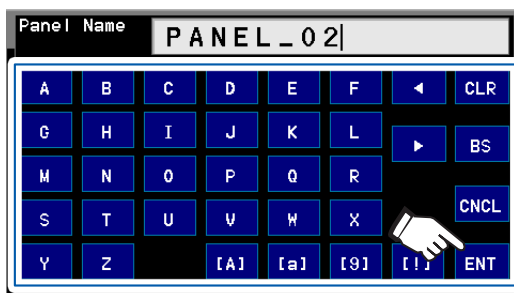 Panel Name PANEL_02
A B C D E F ◀ CLR
G H I J K L ▶ BS
M N O P Q R
S T U V W X CNCL
Y Z [A] [a] [9] [!] ENT